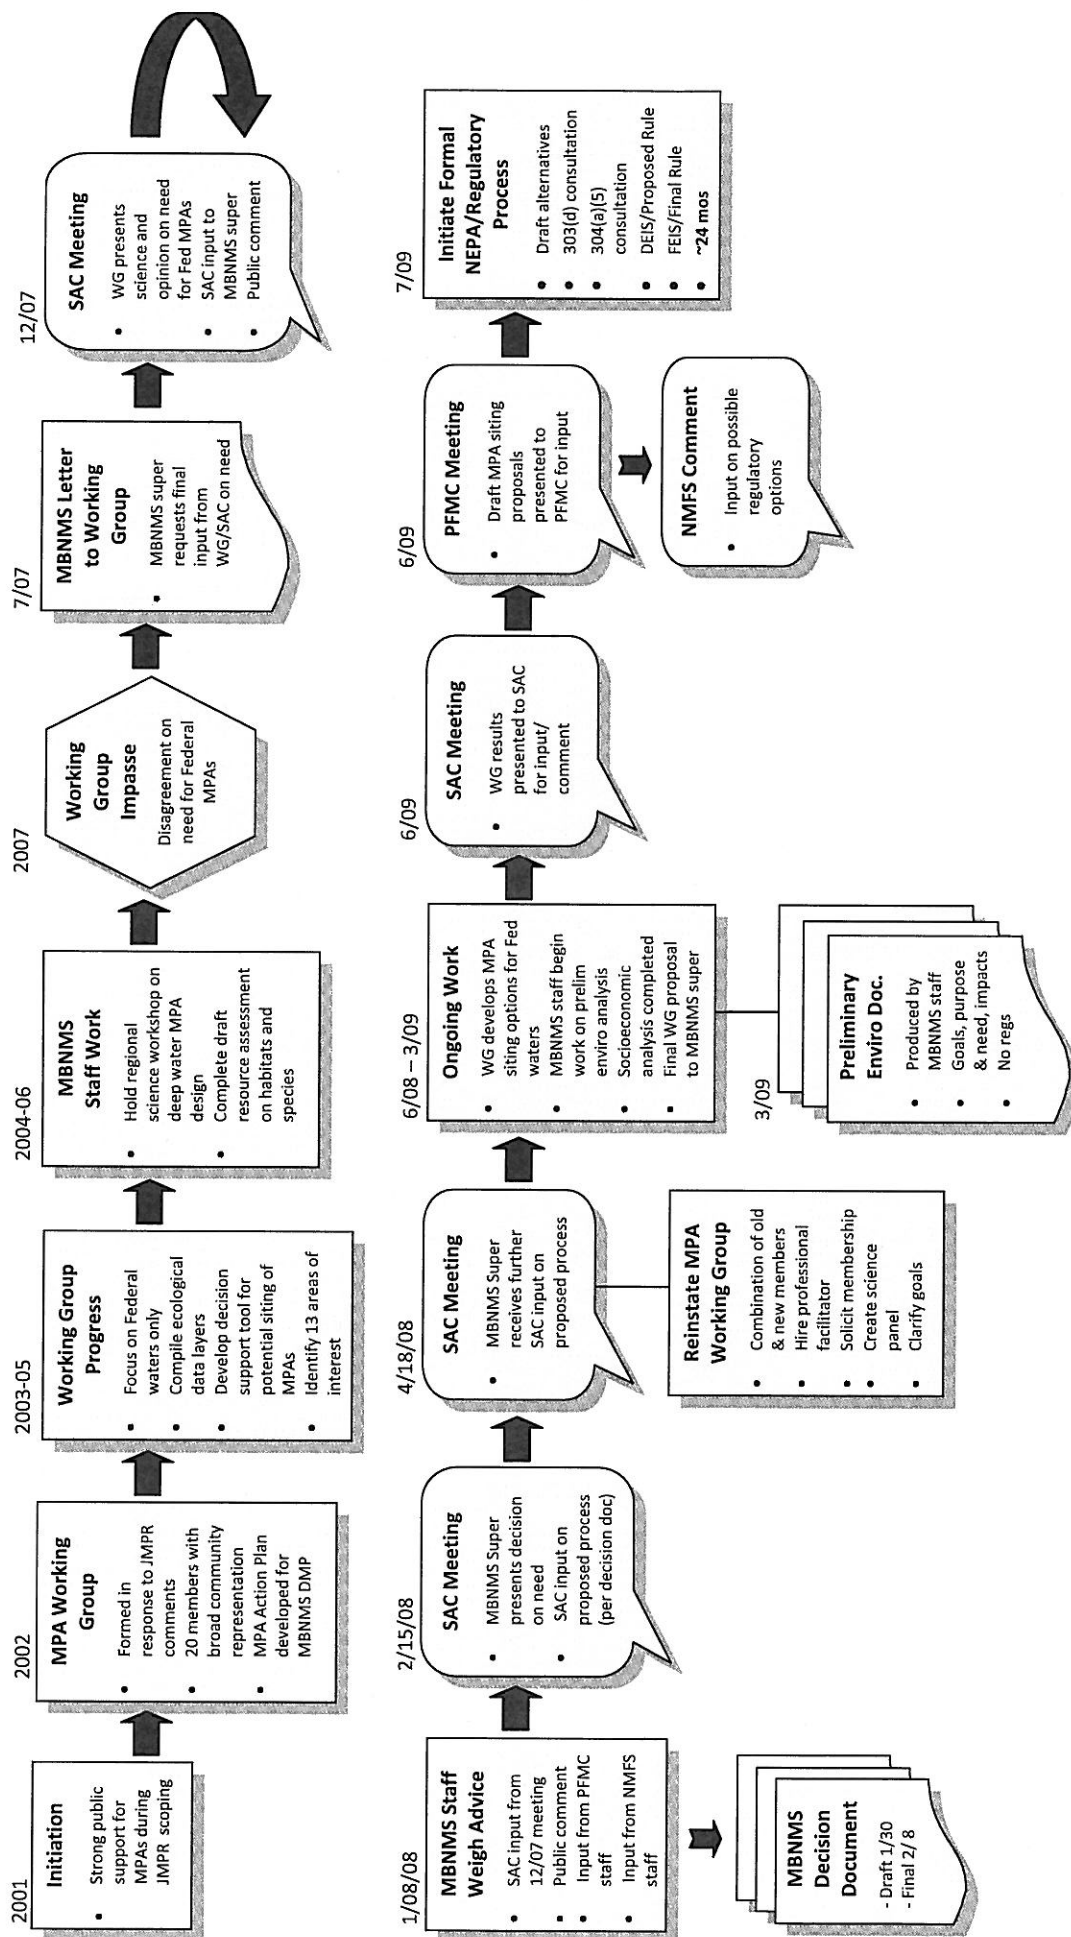 2001
Initiation
• Strong public
support for
MPAs during
JMPR scoping
2002
MPA Working
Group
• Formed in
response to JMPR
comments
• 20 members with
broad community
representation
• MPA Action Plan
developed for
MBNMS DMP
2003-05
Working Group
Progress
• Focus on Federal
waters only
• Compile ecological
data layers
• Develop decision
support tool for
potential siting of
MPAs
• Identify 13 areas of
interest
2004-06
MBNMS
Staff Work
• Hold regional
science workshop on
deep water MPA
design
• Complete draft
resource assessment
on habitats and
species
2007
Working
Group
Impasse
Disagreement on
need for Federal
MPAs
7/07
MBNMS Letter
to Working
Group
• MBNMS super
requests final
input from
WG/SAC on need
12/07
SAC Meeting
• WG presents
science and
opinion on need
for Fed MPAs
• SAC input to
MBNMS super
• Public comment
1/08/08
MBNMS Staff
Weigh Advice
• SAC input from
12/07 meeting
• Public comment
• Input from PFMC
staff
• Input from NMFS
staff
MBNMS
Decision
Document
- Draft 1/30
- Final 2/ 8
2/15/08
SAC Meeting
• MBNMS Super
presents decision
on need
• SAC input on
proposed process
(per decision doc)
4/18/08
SAC Meeting
• MBNMS Super
receives further
SAC input on
proposed process
Reinstate MPA
Working Group
• Combination of old
& new members
• Hire professional
facilitator
• Solicit membership
• Create science
panel
• Clarify goals
6/08 – 3/09
Ongoing Work
• WG develops MPA
siting options for Fed
waters
• MBNMS staff begin
work on prelim
enviro analysis
• Socioeconomic
analysis completed
• Final WG proposal
to MBNMS super
3/09
Preliminary
Enviro Doc.
• Produced by
MBNMS staff
• Goals, purpose
& need, impacts
• No regs
6/09
SAC Meeting
• WG results
presented to SAC
for input/
comment
6/09
PFMC Meeting
• Draft MPA siting
proposals
presented to
PFMC for input
NMFS Comment
• Input on possible
regulatory
options
7/09
Initiate Formal
NEPA/Regulatory
Process
• Draft alternatives
• 303(d) consultation
• 304(a)(5)
consultation
• DEIS/Proposed Rule
• FEIS/Final Rule
• ~24 mos